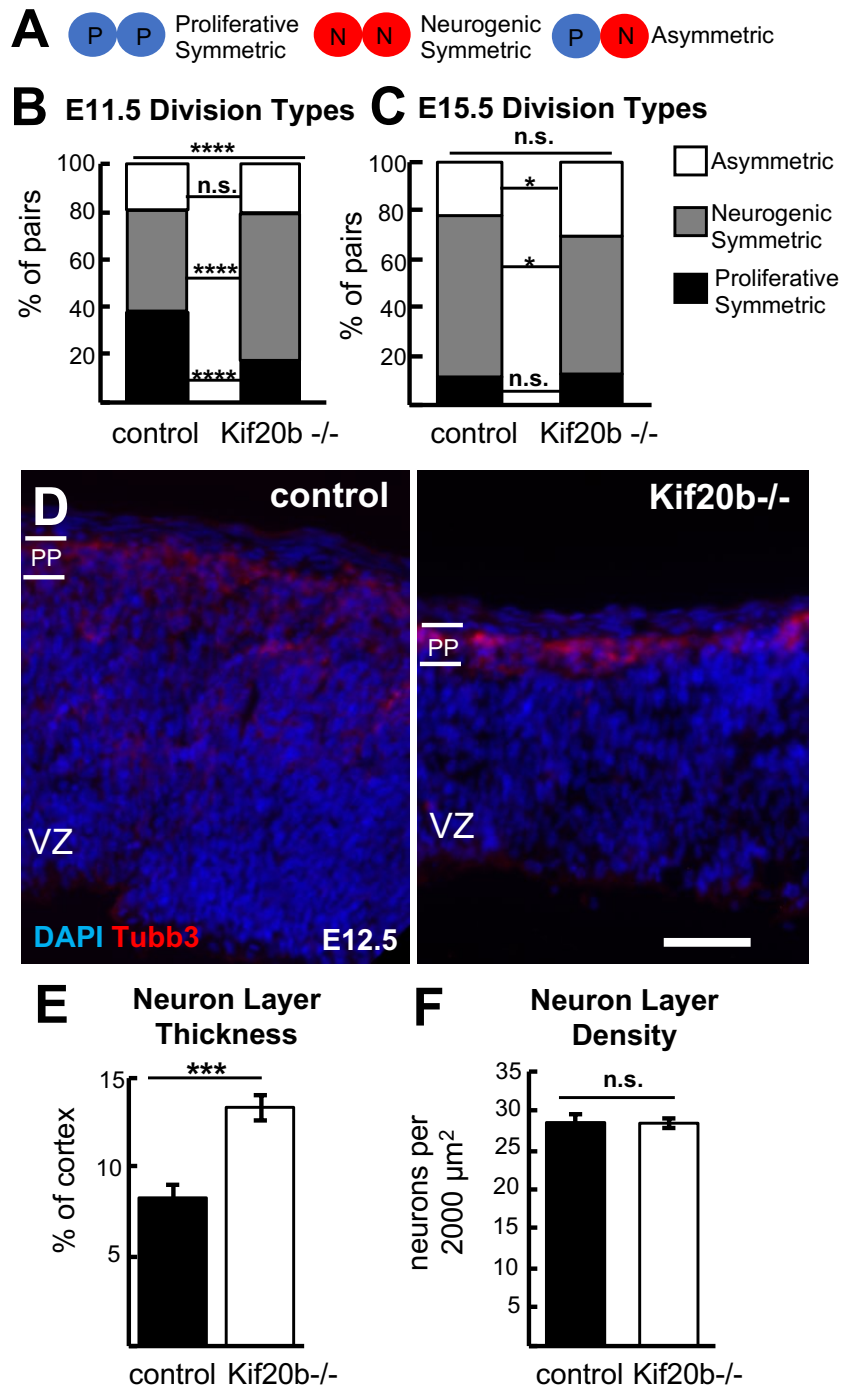 A
P P Proliferative
Symmetric
N N Neurogenic
Symmetric
P N Asymmetric
B E11.5 Division Types
% of pairs
100
80
60
40
20
****
n.s.
****
****
control Kif20b -/-
C E15.5 Division Types
% of pairs
100
80
60
40
20
n.s.
*
*
n.s.
control Kif20b -/-
Asymmetric
Neurogenic
Symmetric
Proliferative
Symmetric
D
control
PP
VZ
DAPI Tubb3
E12.5
Kif20b-/-
PP
VZ
E Neuron Layer
Thickness
% of cortex
15
10
5
***
control Kif20b-/-
F Neuron Layer
Density
neurons per
2000 µm²
35
30
25
20
15
10
5
n.s.
control Kif20b-/-